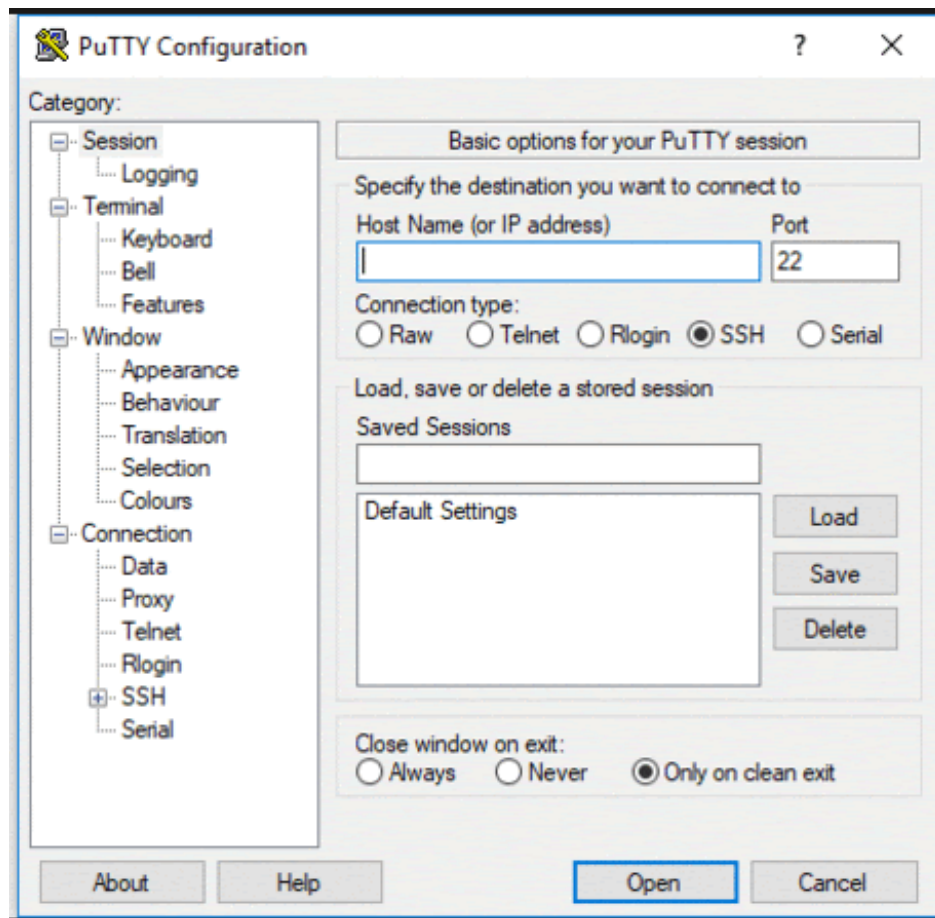 PuTTY Configuration
?
Category:
Session
Logging
Terminal
Keyboard
Bell
Features
Window
Appearance
Behaviour
Translation
Selection
Colours
Connection
Data
Proxy
Telnet
Rlogin
SSH
Serial
Basic options for your PuTTY session
Specify the destination you want to connect to
Host Name (or IP address) Port
22
Connection type:
Raw Telnet Rlogin SSH Serial
Load, save or delete a stored session
Saved Sessions
Default Settings
Load
Save
Delete
Close window on exit:
Always Never Only on clean exit
About Help Open Cancel